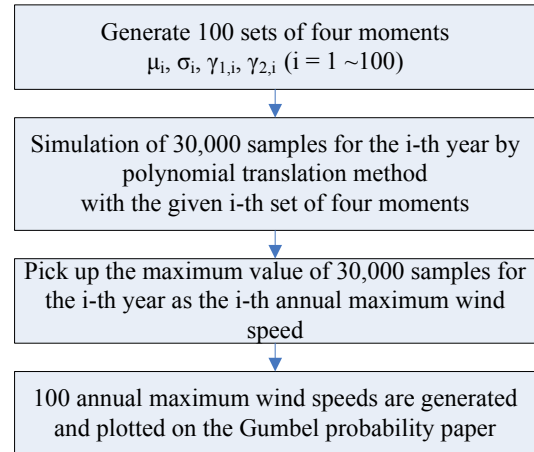 Generate 100 sets of four moments
μi, σi, γ1,i, γ2,i (i = 1 ~100)
Simulation of 30,000 samples for the i-th year by
polynomial translation method
with the given i-th set of four moments
Pick up the maximum value of 30,000 samples for
the i-th year as the i-th annual maximum wind
speed
100 annual maximum wind speeds are generated
and plotted on the Gumbel probability paper